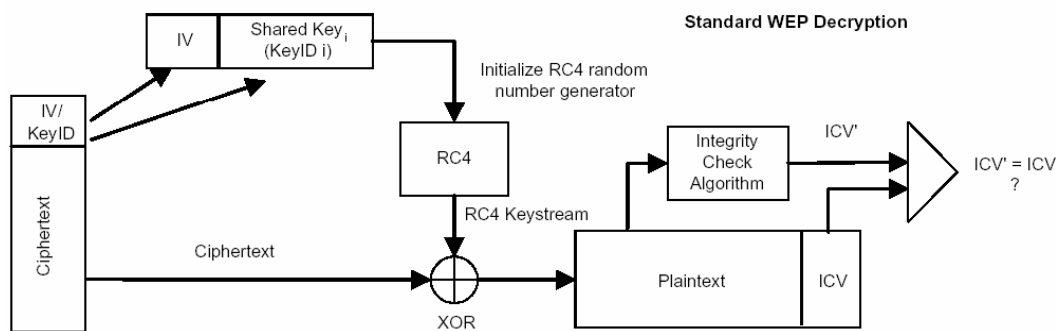 Standard WEP Decryption
IV
Shared Key i
(KeyID i)
Initialize RC4 random
number generator
IV/
KeyID
Ciphertext
RC4
RC4 Keystream
Ciphertext
XOR
Integrity
Check
Algorithm
ICV'
ICV' = ICV
?
Plaintext
ICV